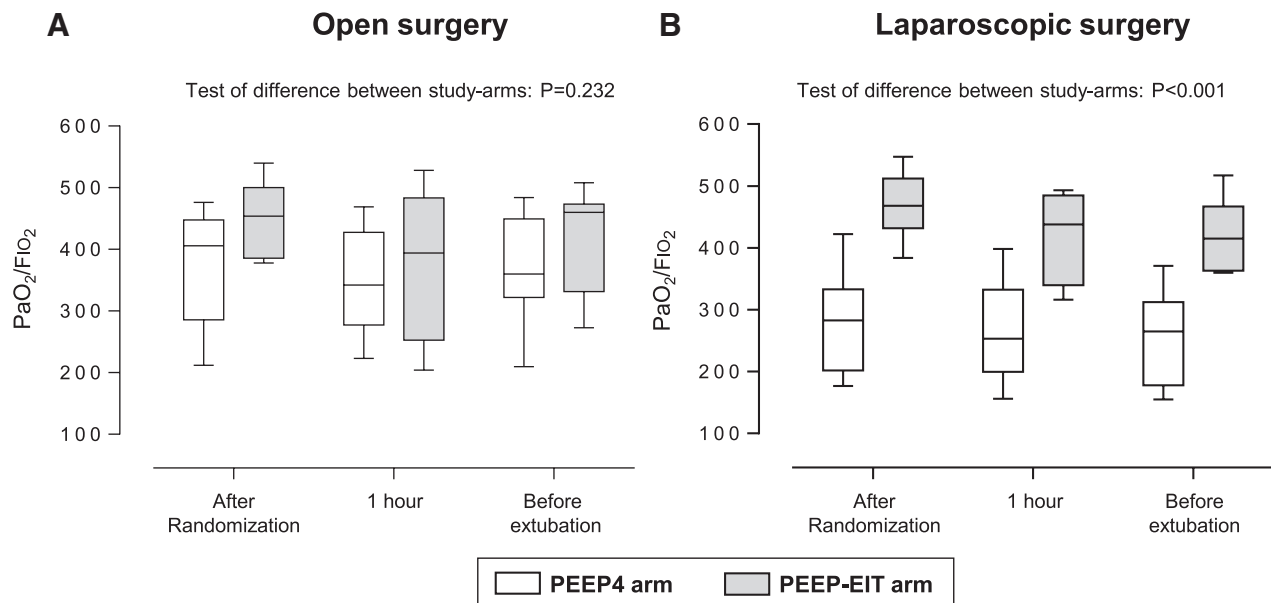 A
Open surgery
Test of difference between study-arms: P=0.232
600
500
400
300
200
100
PaO₂/FIO₂
After
Randomization
1 hour
Before
extubation
B
Laparoscopic surgery
Test of difference between study-arms: P<0.001
600
500
400
300
200
100
PaO₂/FIO₂
After
Randomization
1 hour
Before
extubation
PEEP4 arm
PEEP-EIT arm